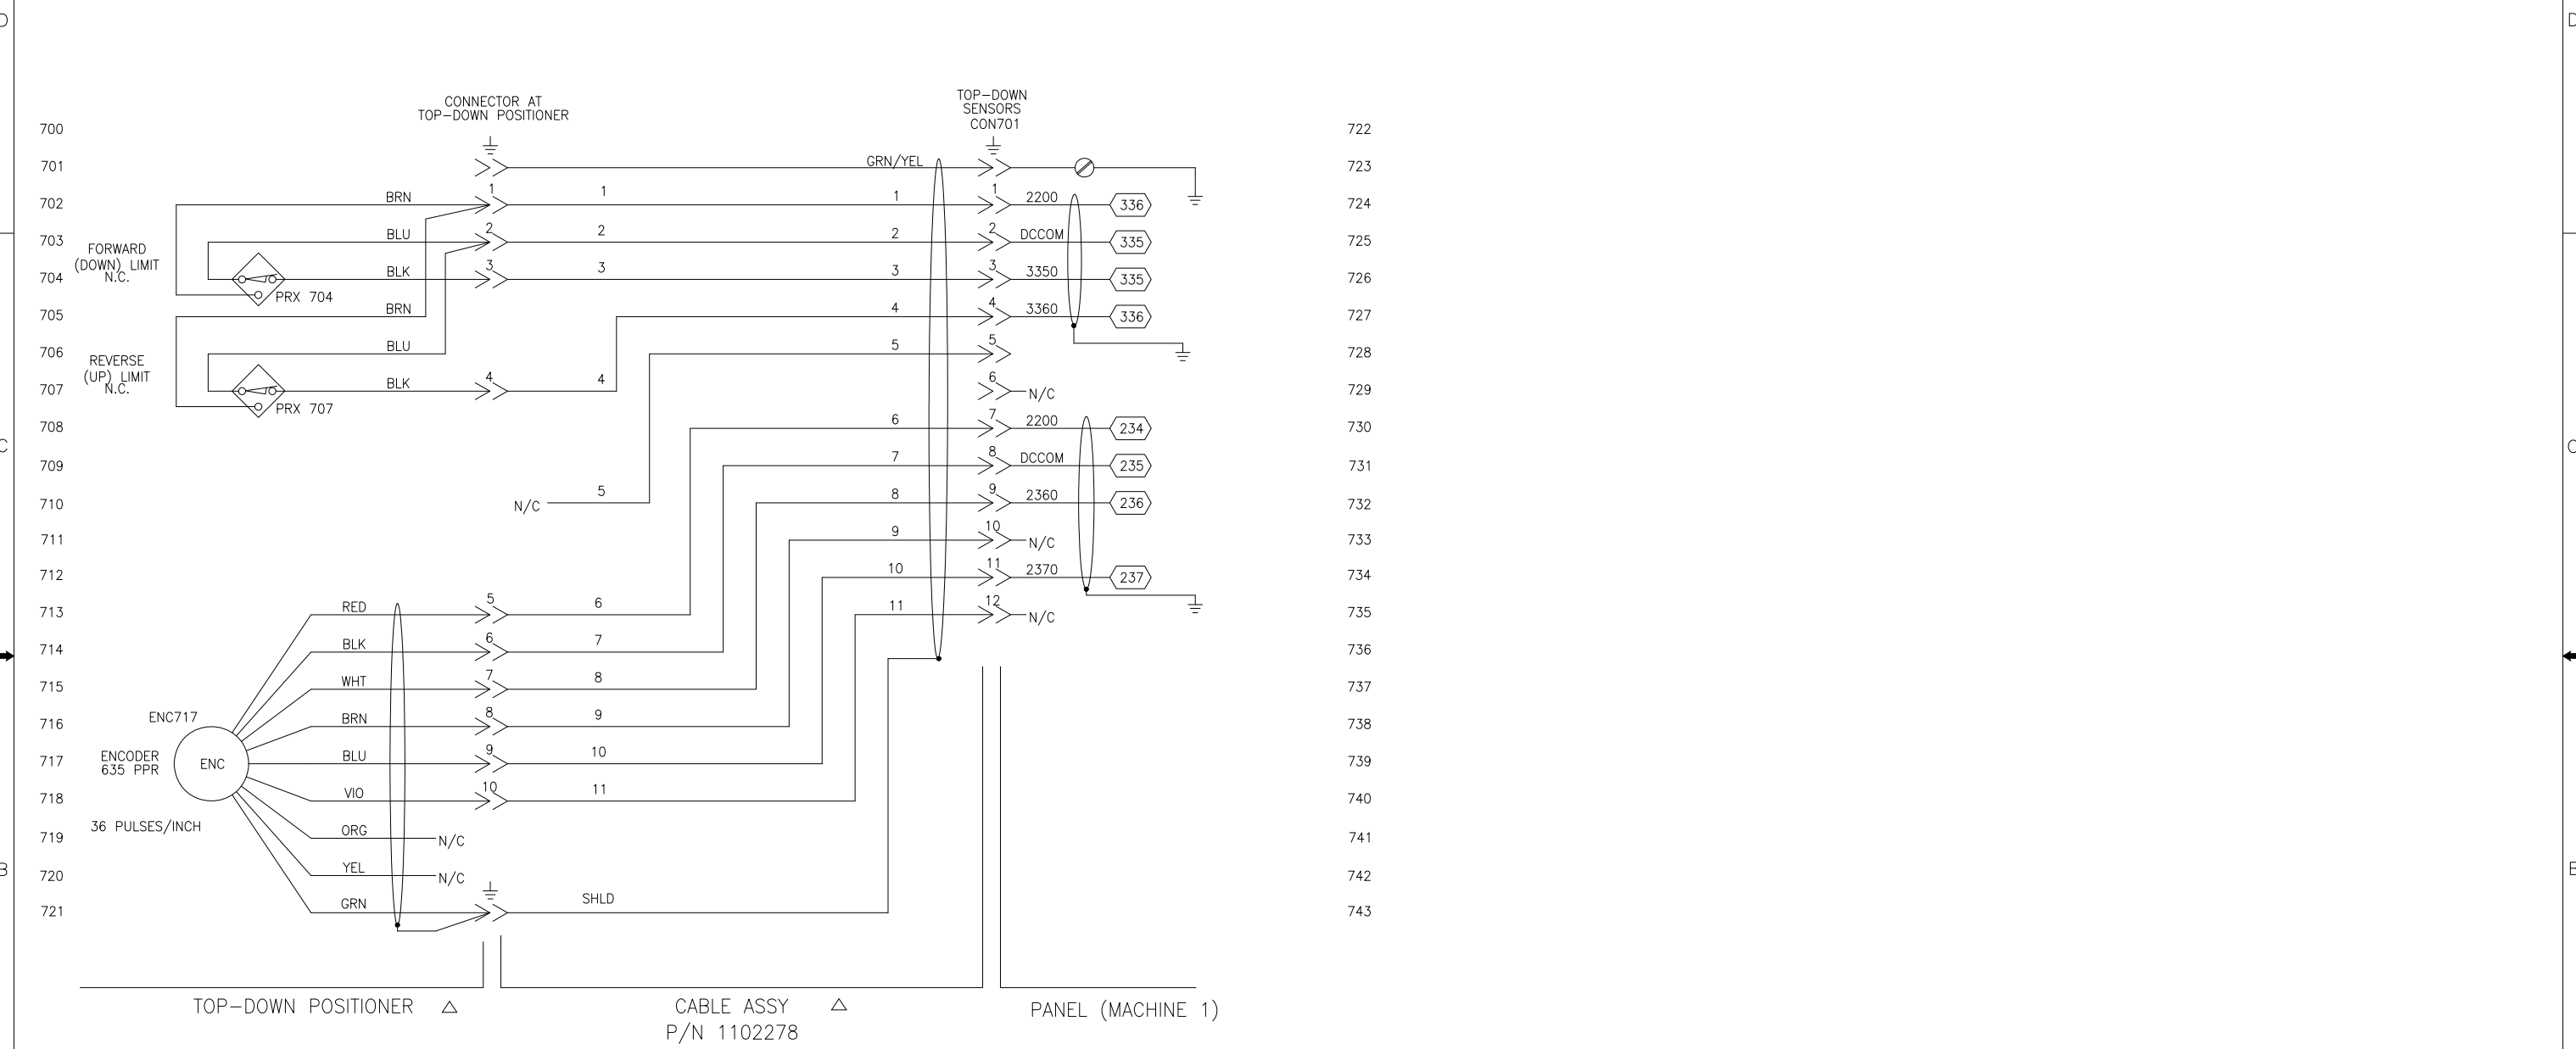 D
D
CONNECTOR AT
TOP-DOWN POSITIONER
TOP-DOWN
SENSORS
CON701
700
722
701
GRN/YEL
723
702
BRN
1
1
1
1
2200
336
724
703
BLU
2
2
2
2
DCCOM
335
725
FORWARD
(DOWN) LIMIT
N.C.
704
BLK
3
3
3
3
3350
335
726
PRX 704
705
BRN
4
4
3360
336
727
706
BLU
5
5
728
REVERSE
(UP) LIMIT
N.C.
707
BLK
4
4
6
N/C
729
PRX 707
708
6
7
2200
234
730
C
C
709
7
8
DCCOM
235
731
710
N/C
5
8
9
2360
236
732
711
9
10
N/C
733
712
10
11
2370
237
734
713
RED
5
6
11
12
N/C
735
714
BLK
6
7
736
715
WHT
7
8
737
716
ENC717
BRN
8
9
738
717
ENCODER
635 PPR
ENC
BLU
9
10
739
718
VIO
10
11
740
36 PULSES/INCH
719
ORG
N/C
741
B
B
720
YEL
N/C
742
721
GRN
SHLD
743
TOP-DOWN POSITIONER
CABLE ASSY
P/N 1102278
PANEL (MACHINE 1)